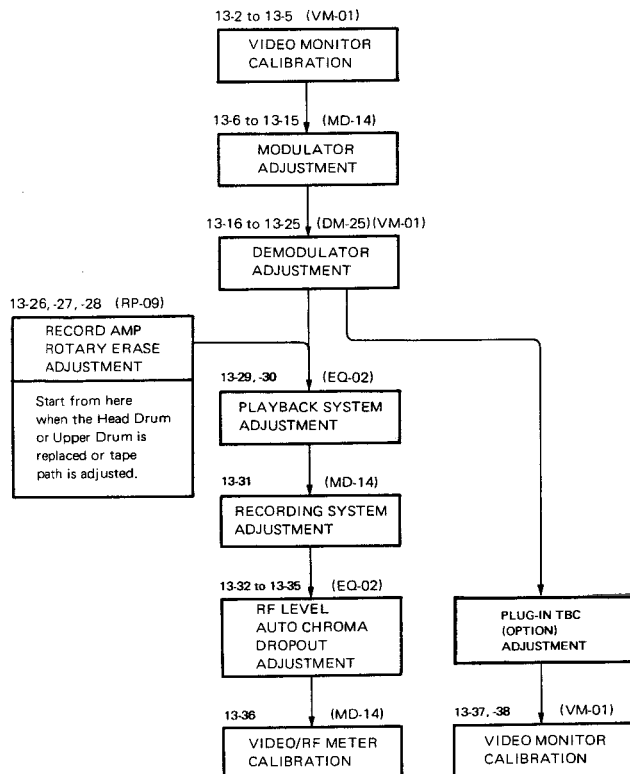 13-2 to 13-5 (VM-01)
VIDEO MONITOR
CALIBRATION
13-6 to 13-15 (MD-14)
MODULATOR
ADJUSTMENT
13-16 to 13-25 (DM-25)(VM-01)
DEMODULATOR
ADJUSTMENT
13-26, -27, -28 (RP-09)
RECORD AMP
ROTARY ERASE
ADJUSTMENT
Start from here
when the Head Drum
or Upper Drum is
replaced or tape
path is adjusted.
13-29, -30 (EQ-02)
PLAYBACK SYSTEM
ADJUSTMENT
13-31 (MD-14)
RECORDING SYSTEM
ADJUSTMENT
13-32 to 13-35 (EQ-02)
RF LEVEL
AUTO CHROMA
DROPOUT
ADJUSTMENT
PLUG-IN TBC
(OPTION)
ADJUSTMENT
13-36 (MD-14)
VIDEO/RF METER
CALIBRATION
13-37, -38 (VM-01)
VIDEO MONITOR
CALIBRATION